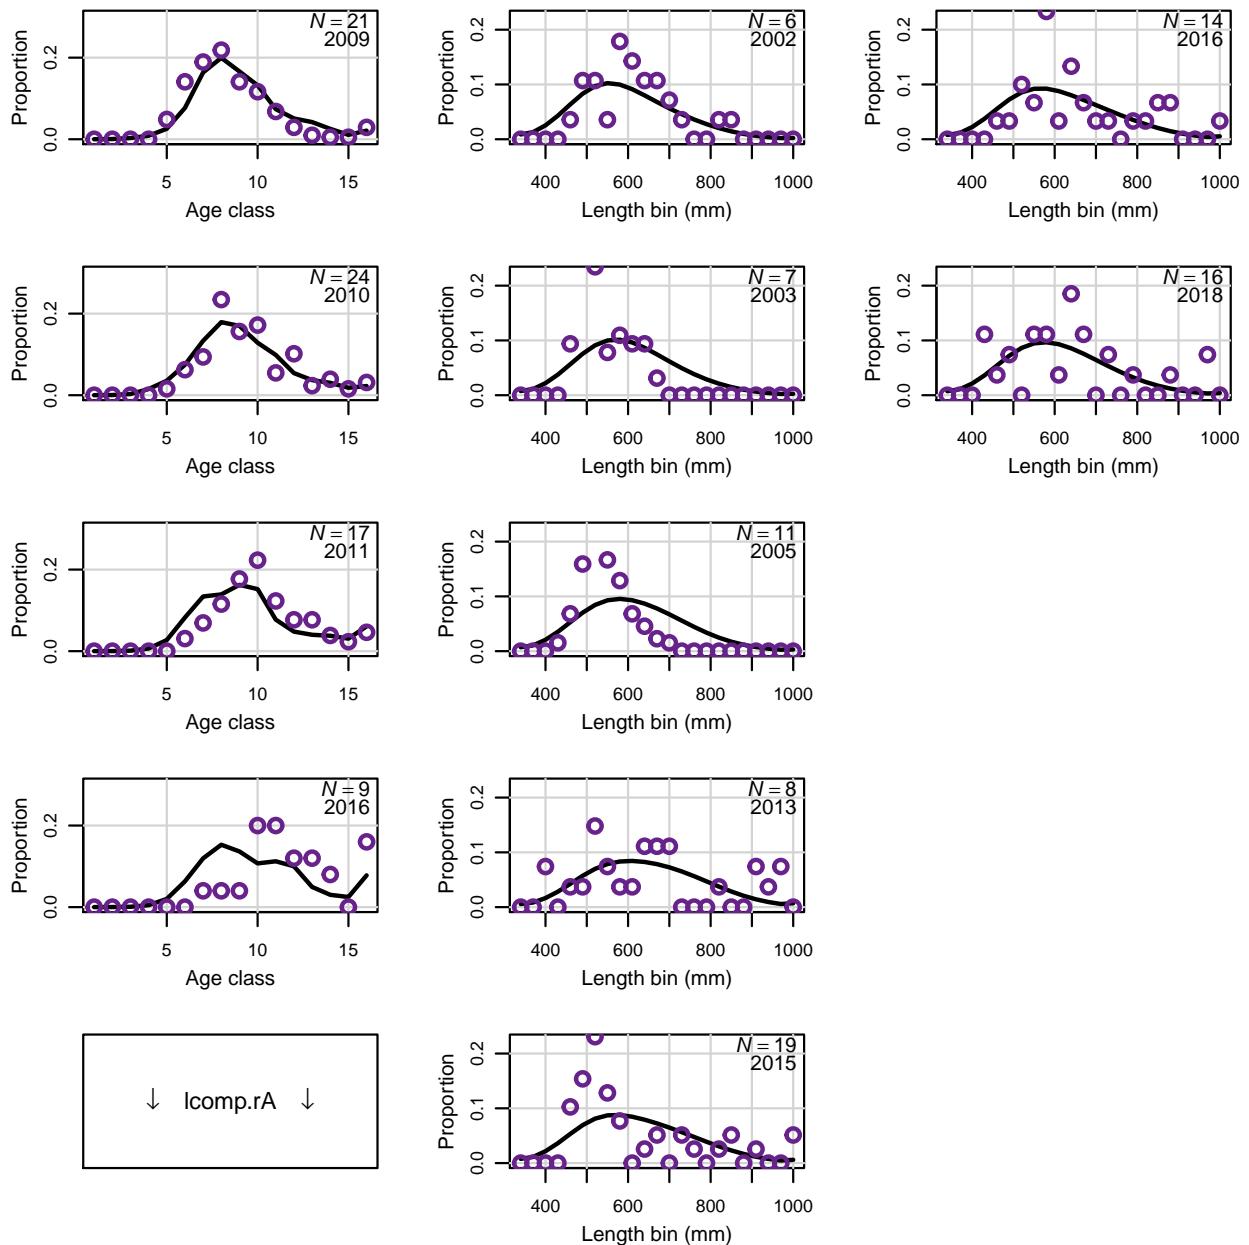 N = 21
2009
0.0 0.2
Proportion
5 10 15
Age class
N = 24
2010
0.0 0.2
Proportion
5 10 15
Age class
N = 17
2011
0.0 0.2
Proportion
5 10 15
Age class
N = 9
2016
0.0 0.2
Proportion
5 10 15
Age class
↓ lcomp.rA ↓
N = 6
2002
0.0 0.1 0.2
Proportion
400 600 800 1000
Length bin (mm)
N = 7
2003
0.0 0.1 0.2
Proportion
400 600 800 1000
Length bin (mm)
N = 11
2005
0.0 0.1 0.2
Proportion
400 600 800 1000
Length bin (mm)
N = 8
2013
0.0 0.1 0.2
Proportion
400 600 800 1000
Length bin (mm)
N = 19
2015
0.0 0.1 0.2
Proportion
400 600 800 1000
Length bin (mm)
N = 14
2016
0.0 0.1 0.2
Proportion
400 600 800 1000
Length bin (mm)
N = 16
2018
0.0 0.1 0.2
Proportion
400 600 800 1000
Length bin (mm)